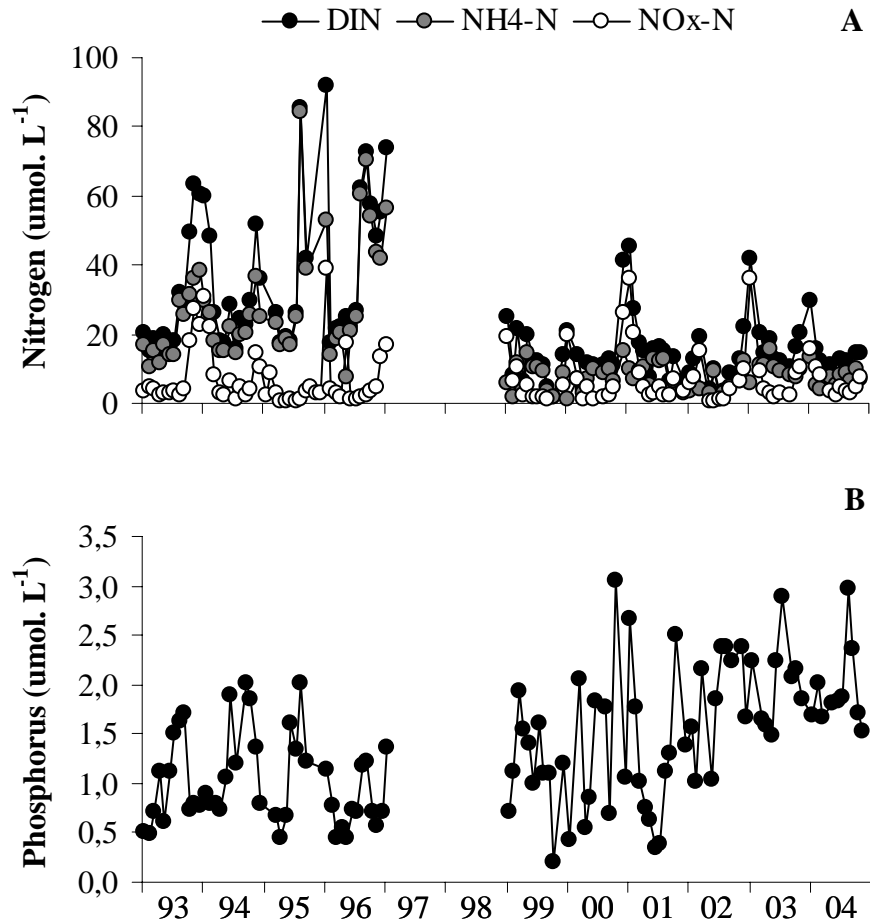 DIN NH4-N NOx-N A
Nitrogen (umol. L-1)
100
80
60
40
20
0
B
Phosphorus (umol. L-1)
3,5
3,0
2,5
2,0
1,5
1,0
0,5
0,0
93 94 95 96 97 98 99 00 01 02 03 04